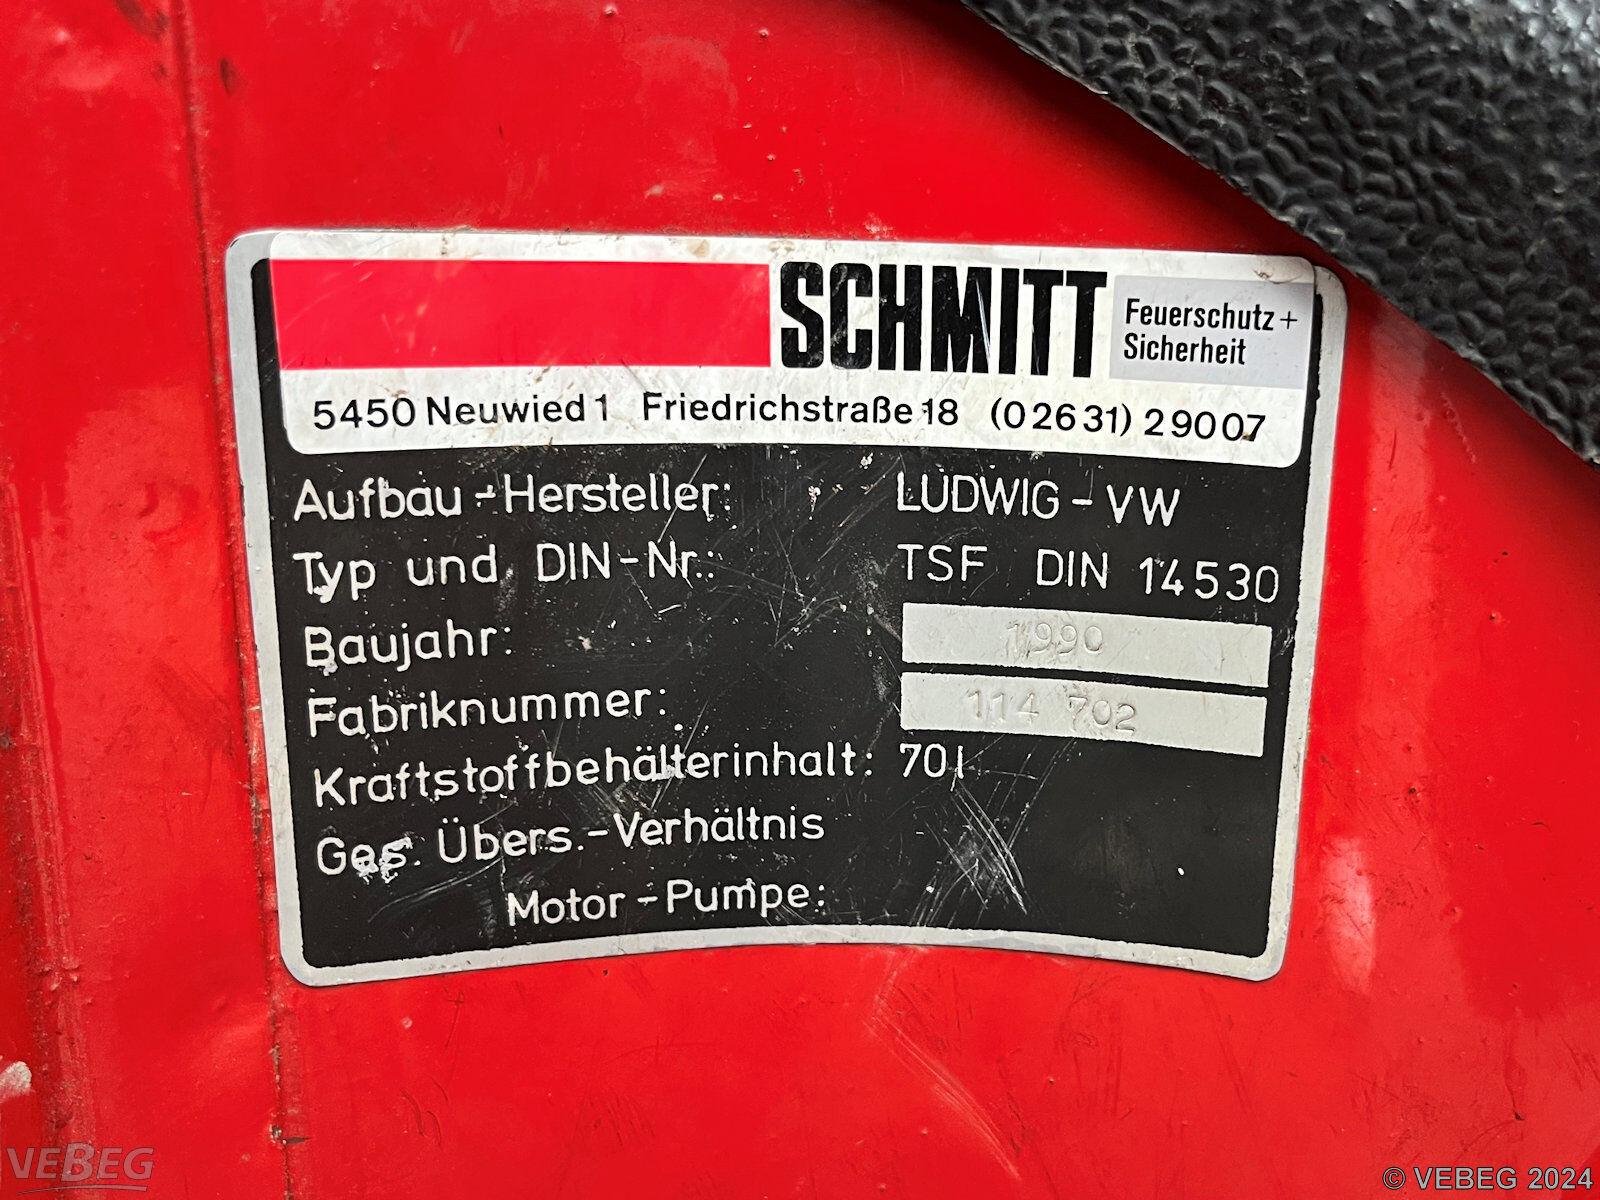 SCHMITT
Feuerschutz +
Sicherheit
5450 Neuwied 1 Friedrichstraße 18 (02631) 29007
Aufbau-Hersteller: LUDWIG-VW
Typ und DIN-Nr.: TSF DIN 14530
Baujahr: 1990
Fabriknummer: 114 702
Kraftstoffbehälterinhalt: 70 l
Ges. Übers.-Verhältnis
Motor-Pumpe:
VEBEG
© VEBEG 2024